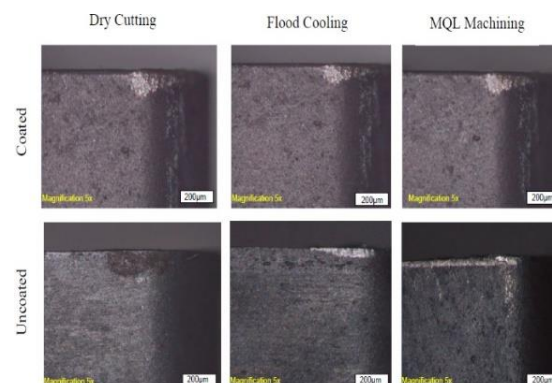 Dry Cutting
Flood Cooling
MQL Machining
Coated
Magnification 5x
200µm
Magnification 5x
200µm
Magnification 5x
200µm
Uncoated
Magnification 5x
200µm
Magnification 5x
200µm
Magnification 5x
200µm